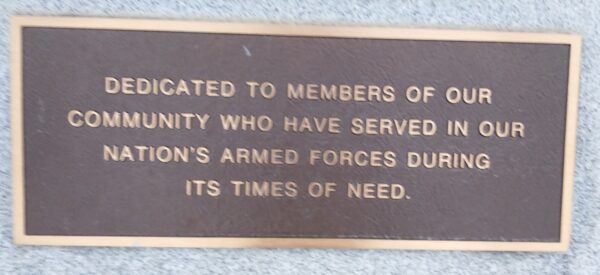 DEDICATED TO MEMBERS OF OUR
COMMUNITY WHO HAVE SERVED IN OUR
NATION'S ARMED FORCES DURING
ITS TIMES OF NEED.